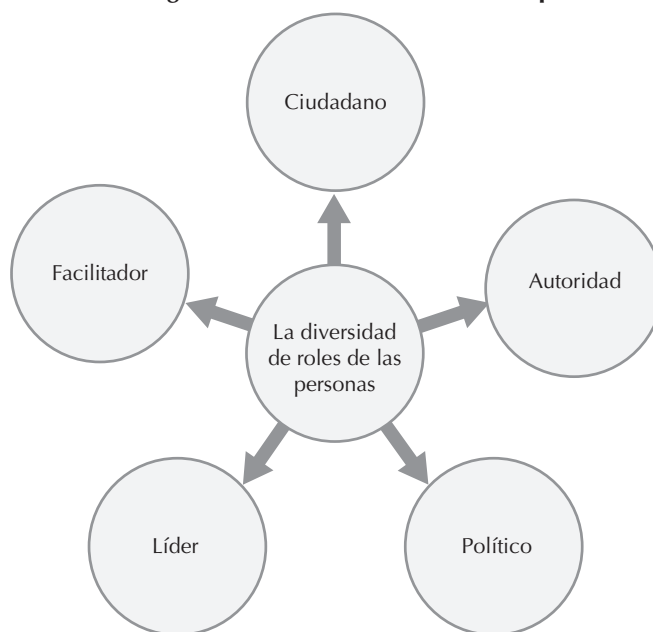 Ciudadano
Facilitador
Autoridad
La diversidad
de roles de las
personas
Líder
Político